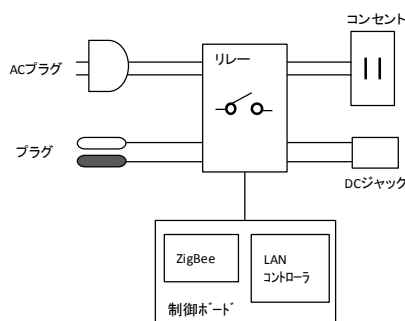 コンセント
リレー
ACプラグ
プラグ
DCジャック
ZigBee
LAN
コントローラ
制御ボード